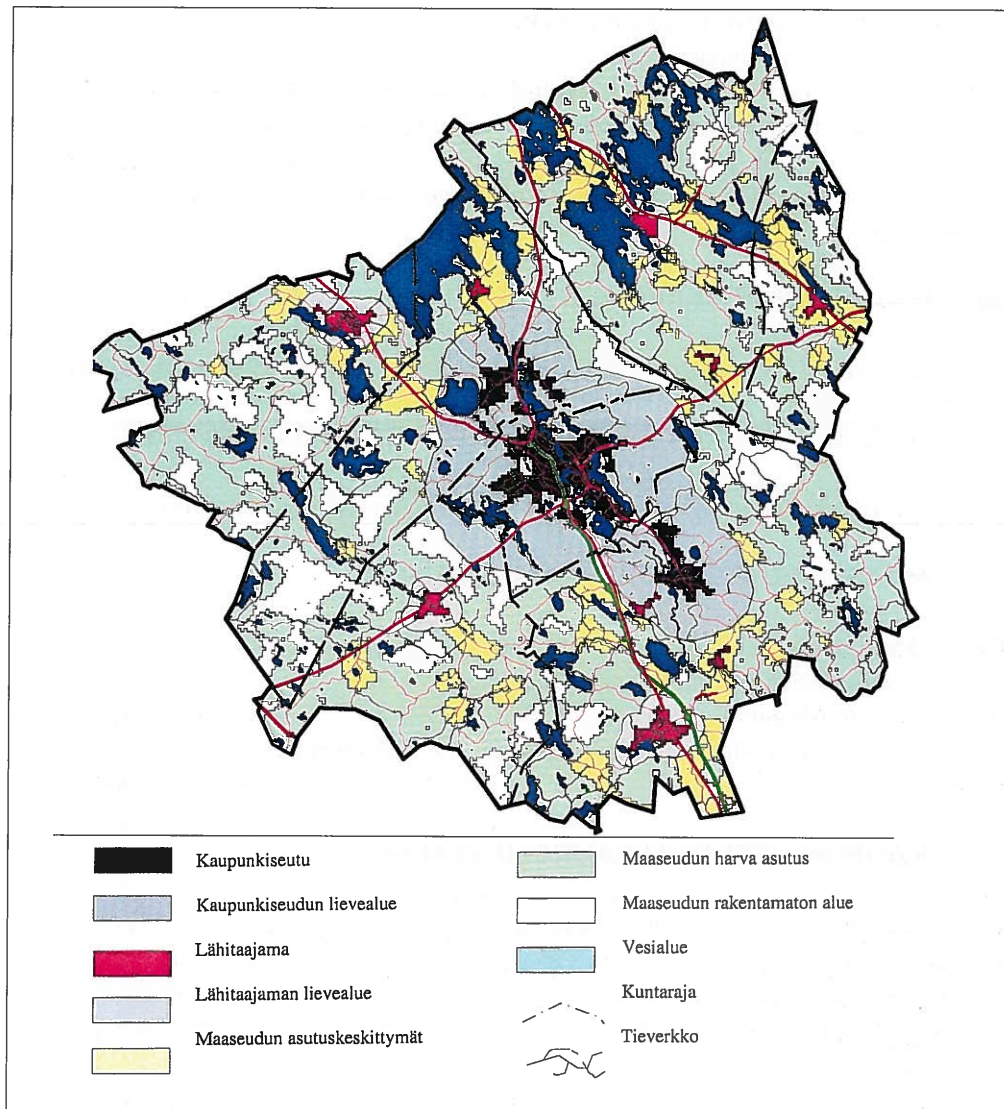 Kaupunkiseutu
Kaupunkiseudun lievealue
Lähitaajama
Lähitaajaman lievealue
Maaseudun asutuskeskittymät
Maaseudun harva asutus
Maaseudun rakentamaton alue
Vesialue
Kuntaraja
Tieverkko